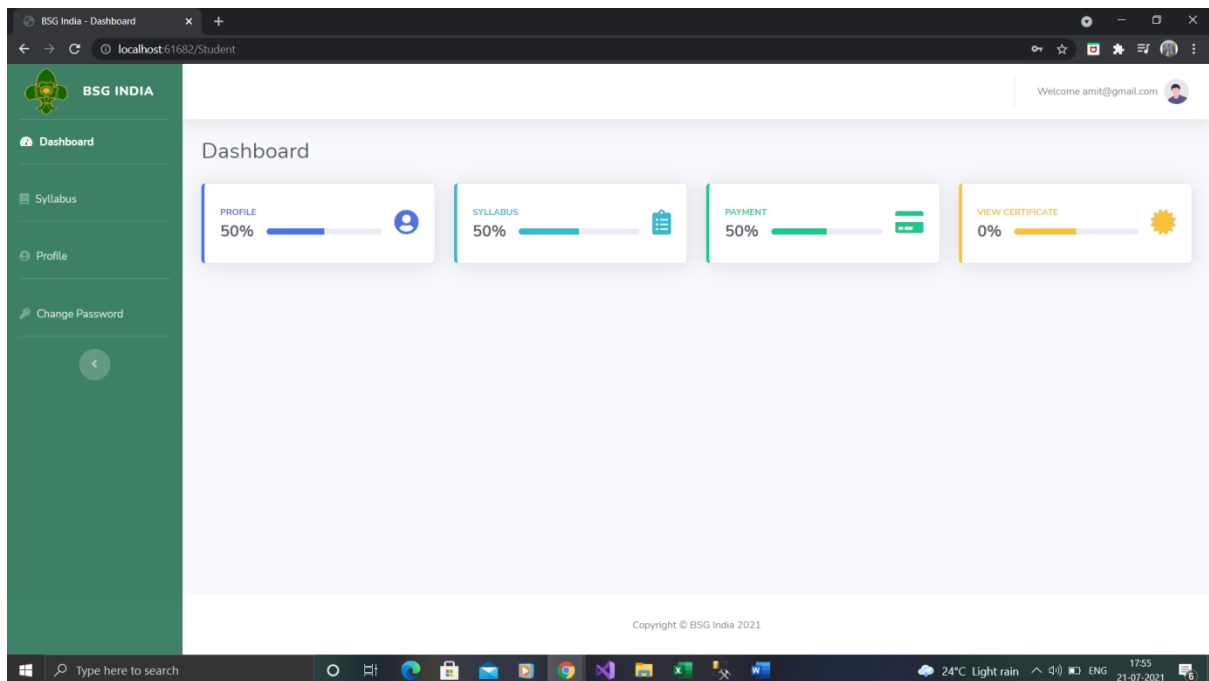 BSG India - Dashboard
localhost:61682/Student
BSG INDIA
Welcome amit@gmail.com
Dashboard
Syllabus
Profile
Change Password
Dashboard
PROFILE
50%
SYLLABUS
50%
PAYMENT
50%
VIEW CERTIFICATE
0%
Copyright © BSG India 2021
Type here to search
24°C Light rain
ENG
17:55
21-07-2021
6